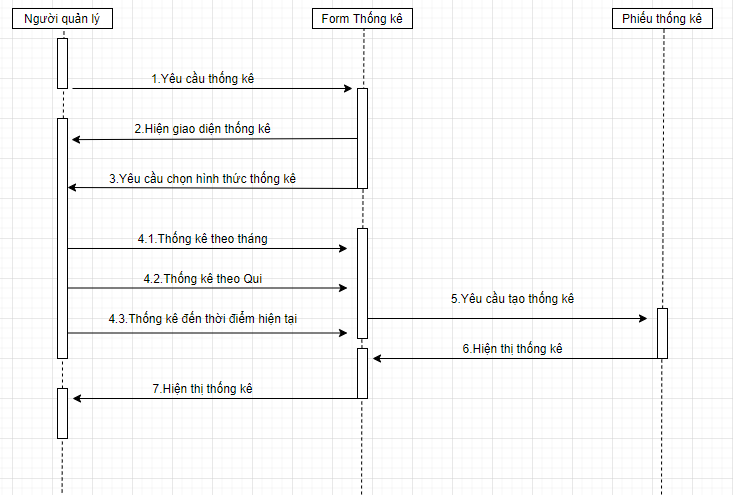 Người quản lý
Form Thống kê
Phiếu thống kê
1.Yêu cầu thống kê
2.Hiện giao diện thống kê
3.Yêu cầu chọn hình thức thống kê
4.1.Thống kê theo tháng
4.2.Thống kê theo Qui
5.Yêu cầu tạo thống kê
4.3.Thống kê đến thời điểm hiện tại
6.Hiện thị thống kê
7.Hiện thị thống kê